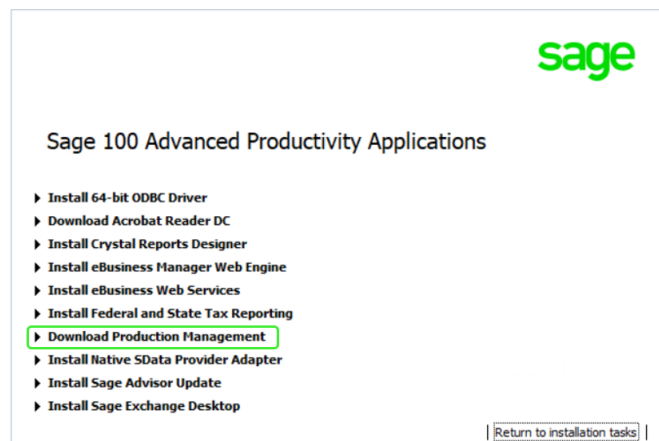 sage
Sage 100 Advanced Productivity Applications
Install 64-bit ODBC Driver
Download Acrobat Reader DC
Install Crystal Reports Designer
Install eBusiness Manager Web Engine
Install eBusiness Web Services
Install Federal and State Tax Reporting
Download Production Management
Install Native SData Provider Adapter
Install Sage Advisor Update
Install Sage Exchange Desktop
Return to installation tasks